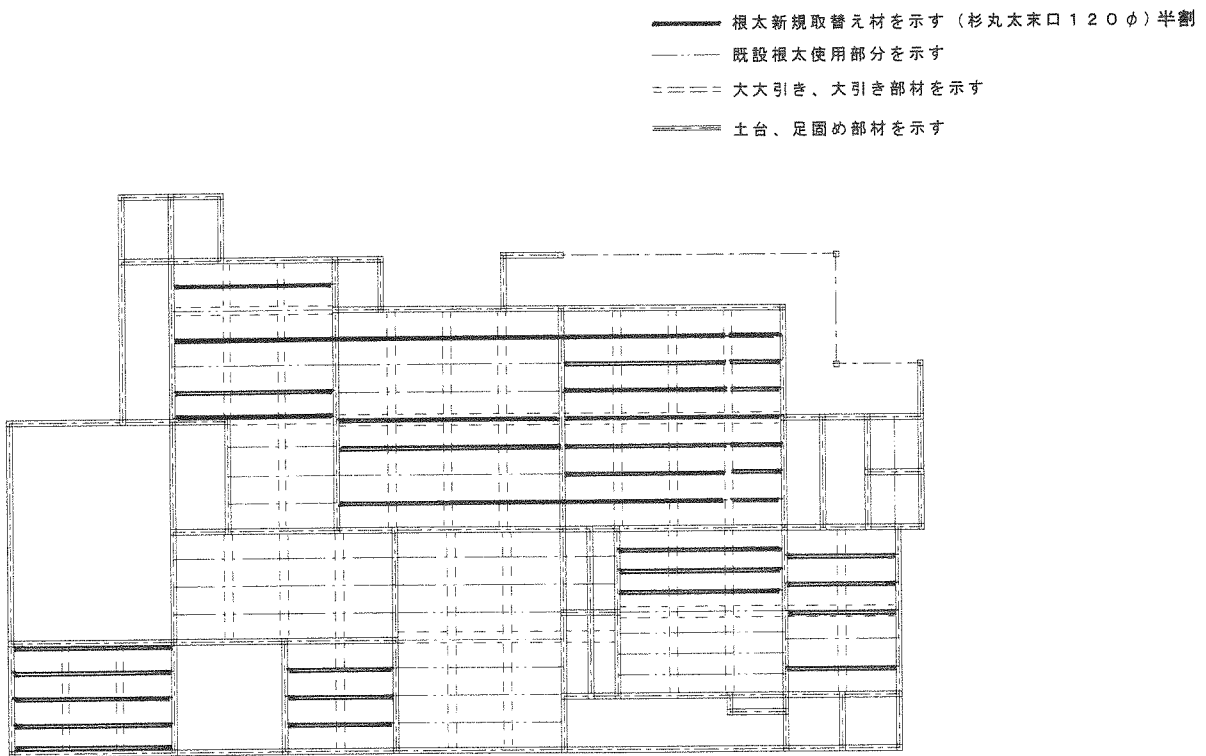 根太新規取替え材を示す（杉丸太末口１２０φ）半割
既設根太使用部分を示す
大大引き、大引き部材を示す
土台、足固め部材を示す